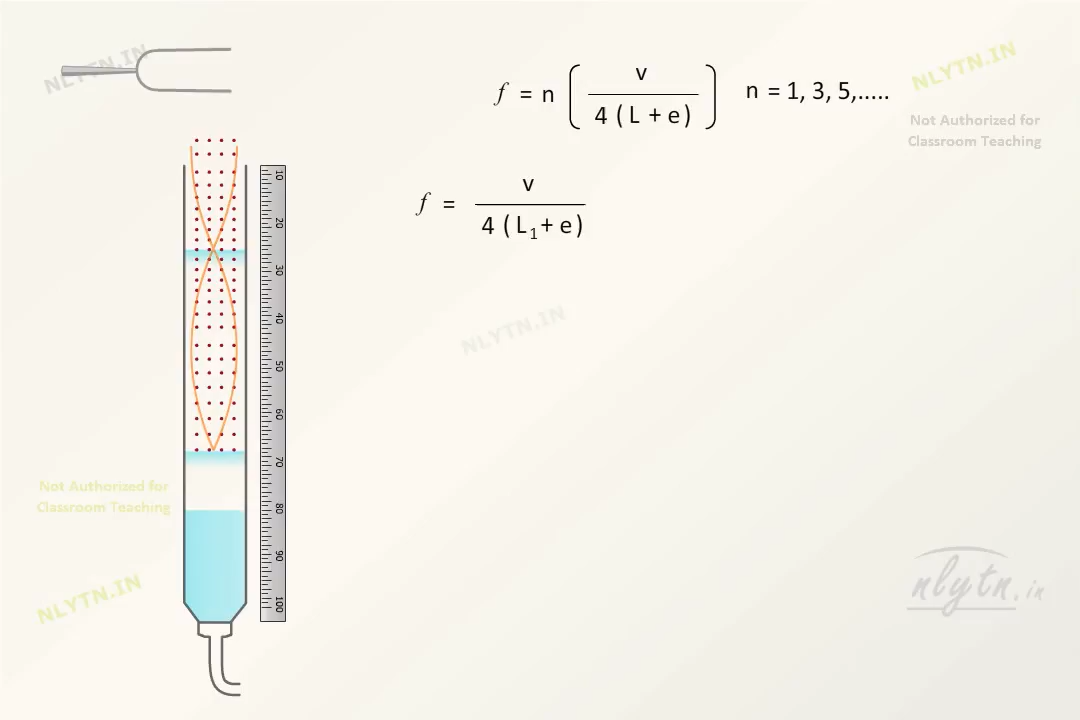 NLYTN.IN
f = n ( v / 4 ( L + e ) ) n = 1, 3, 5,.....
NLYTN.IN
Not Authorized for
Classroom Teaching
f = v / 4 ( L₁ + e )
10
20
30
40
50
60
70
80
90
100
NLYTN.IN
Not Authorized for
Classroom Teaching
NLYTN.IN
nlytn.in